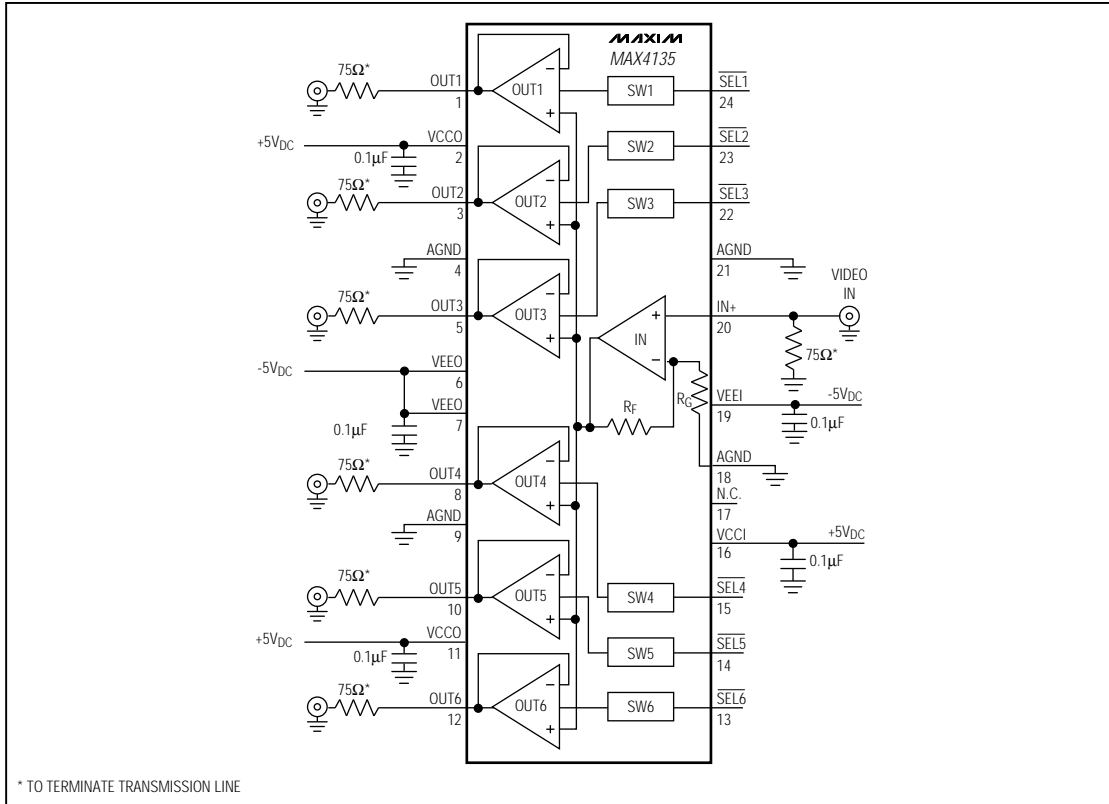 MAXIM
MAX4135
75Ω*
OUT1
1
OUT1
−
+
SW1
SEL1
24
+5VDC
0.1µF
VCCO
2
SW2
SEL2
23
75Ω*
OUT2
3
OUT2
−
+
SW3
SEL3
22
AGND
4
AGND
21
VIDEO
IN
75Ω*
OUT3
5
OUT3
−
+
IN
+
−
IN+
20
75Ω*
-5VDC
VEEO
6
VEEO
7
0.1µF
RF
RG
VEEI
19
-5VDC
0.1µF
75Ω*
OUT4
8
OUT4
−
+
AGND
18
N.C.
17
AGND
9
VCCI
16
+5VDC
0.1µF
75Ω*
OUT5
10
OUT5
−
+
SW4
SEL4
15
+5VDC
0.1µF
VCCO
11
SW5
SEL5
14
75Ω*
OUT6
12
OUT6
−
+
SW6
SEL6
13
* TO TERMINATE TRANSMISSION LINE